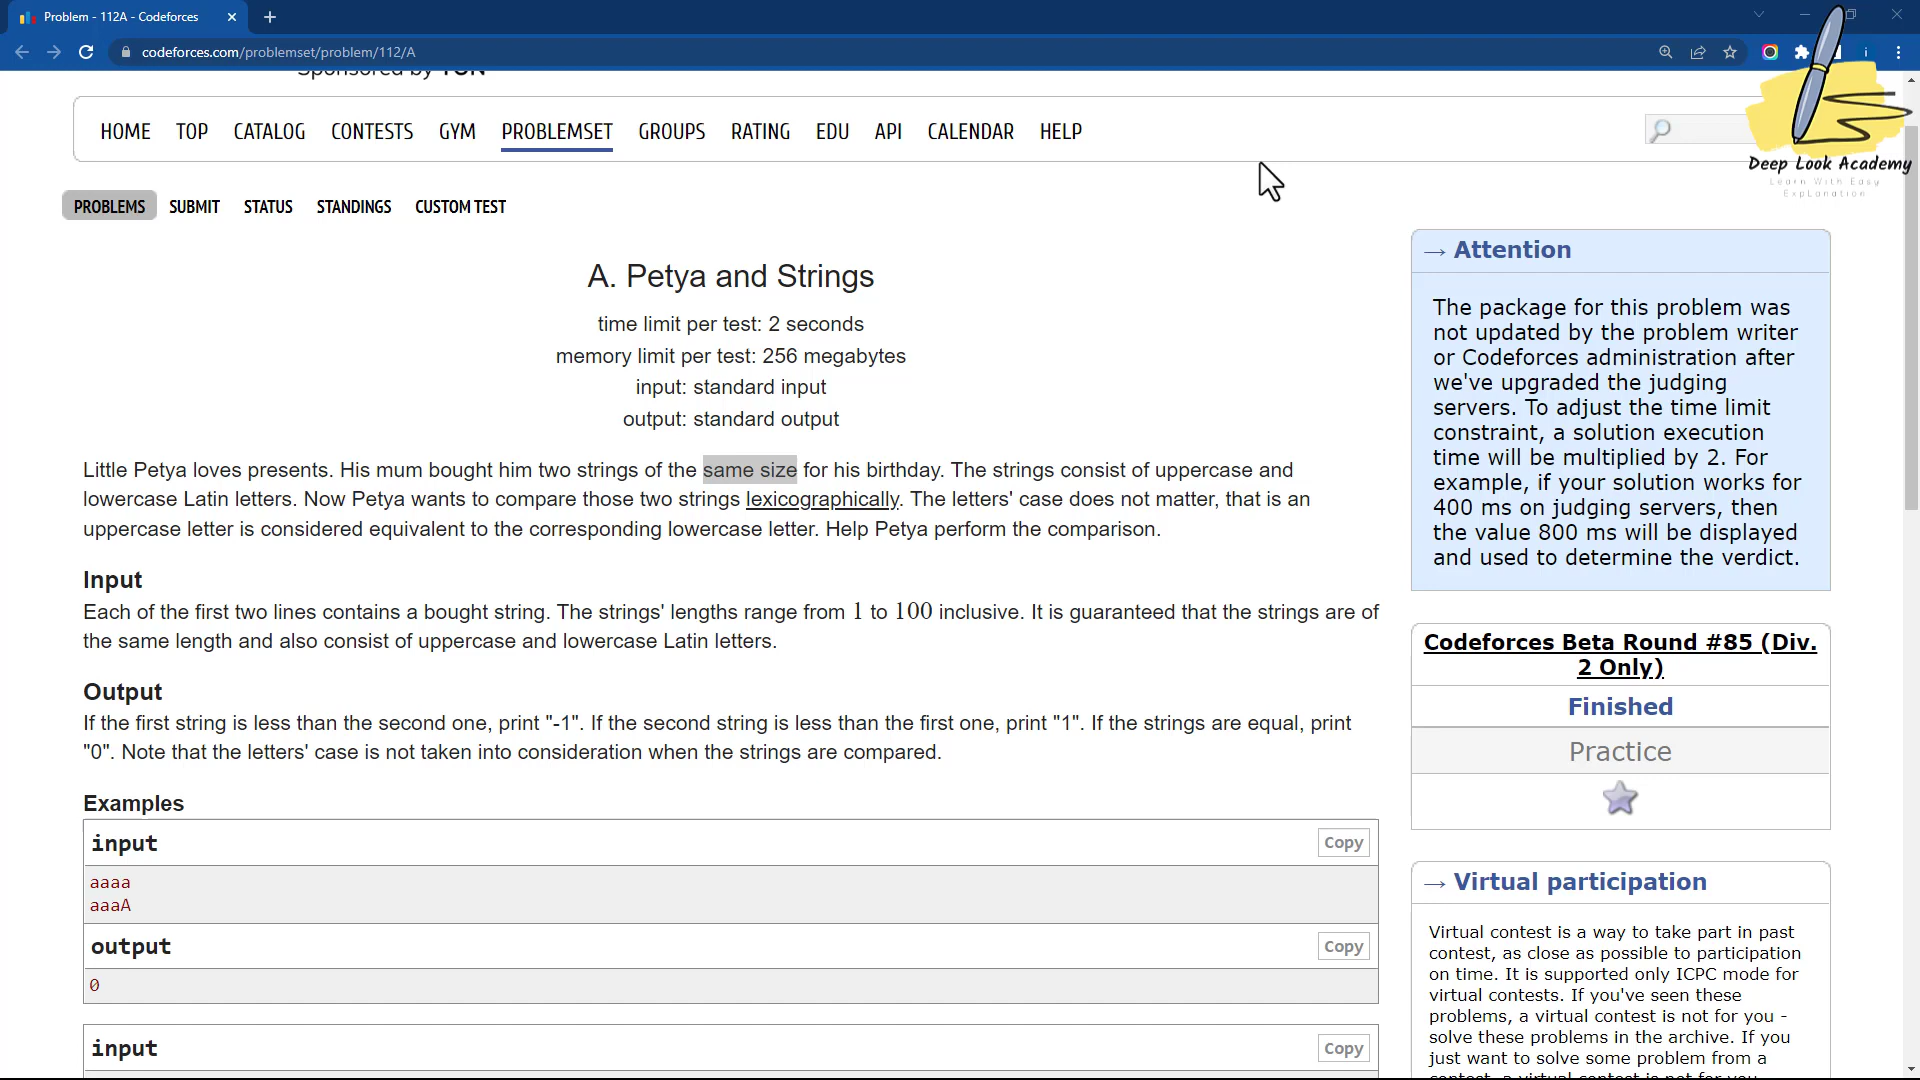 Problem - 112A - Codeforces
codeforces.com/problemset/problem/112/A
Sponsored by TON
HOME TOP CATALOG CONTESTS GYM PROBLEMSET GROUPS RATING EDU API CALENDAR HELP
Deep Look Academy
Learn With Easy
Explanation
PROBLEMS SUBMIT STATUS STANDINGS CUSTOM TEST
A. Petya and Strings
time limit per test: 2 seconds
memory limit per test: 256 megabytes
input: standard input
output: standard output
Little Petya loves presents. His mum bought him two strings of the same size for his birthday. The strings consist of uppercase and
lowercase Latin letters. Now Petya wants to compare those two strings lexicographically. The letters' case does not matter, that is an
uppercase letter is considered equivalent to the corresponding lowercase letter. Help Petya perform the comparison.
Input
Each of the first two lines contains a bought string. The strings' lengths range from 1 to 100 inclusive. It is guaranteed that the strings are of
the same length and also consist of uppercase and lowercase Latin letters.
Output
If the first string is less than the second one, print "-1". If the second string is less than the first one, print "1". If the strings are equal, print
"0". Note that the letters' case is not taken into consideration when the strings are compared.
Examples
input
Copy
aaaa
aaaA
output
Copy
0
input
Copy
→ Attention
The package for this problem was
not updated by the problem writer
or Codeforces administration after
we've upgraded the judging
servers. To adjust the time limit
constraint, a solution execution
time will be multiplied by 2. For
example, if your solution works for
400 ms on judging servers, then
the value 800 ms will be displayed
and used to determine the verdict.
Codeforces Beta Round #85 (Div.
2 Only)
Finished
Practice
→ Virtual participation
Virtual contest is a way to take part in past
contest, as close as possible to participation
on time. It is supported only ICPC mode for
virtual contests. If you've seen these
problems, a virtual contest is not for you -
solve these problems in the archive. If you
just want to solve some problem from a
contest, a virtual contest is not for you